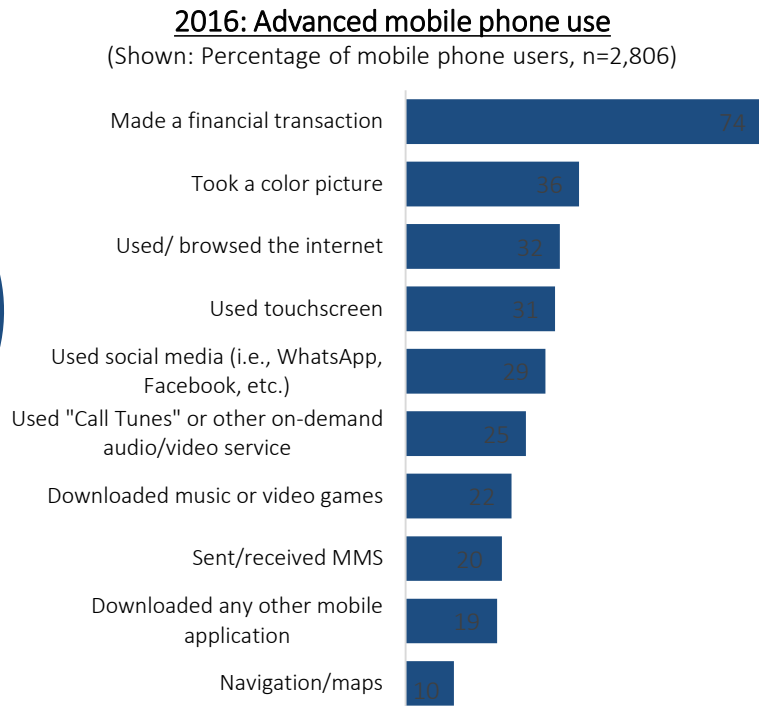 2016: Advanced mobile phone use
(Shown: Percentage of mobile phone users, n=2,806)
Made a financial transaction
74
Took a color picture
36
Used/ browsed the internet
32
Used touchscreen
31
Used social media (i.e., WhatsApp,
Facebook, etc.)
29
Used "Call Tunes" or other on-demand
audio/video service
25
Downloaded music or video games
22
Sent/received MMS
20
Downloaded any other mobile
application
19
Navigation/maps
10